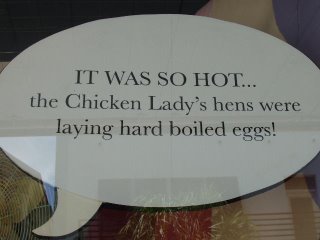 IT WAS SO HOT...
the Chicken Lady's hens were
laying hard boiled eggs!